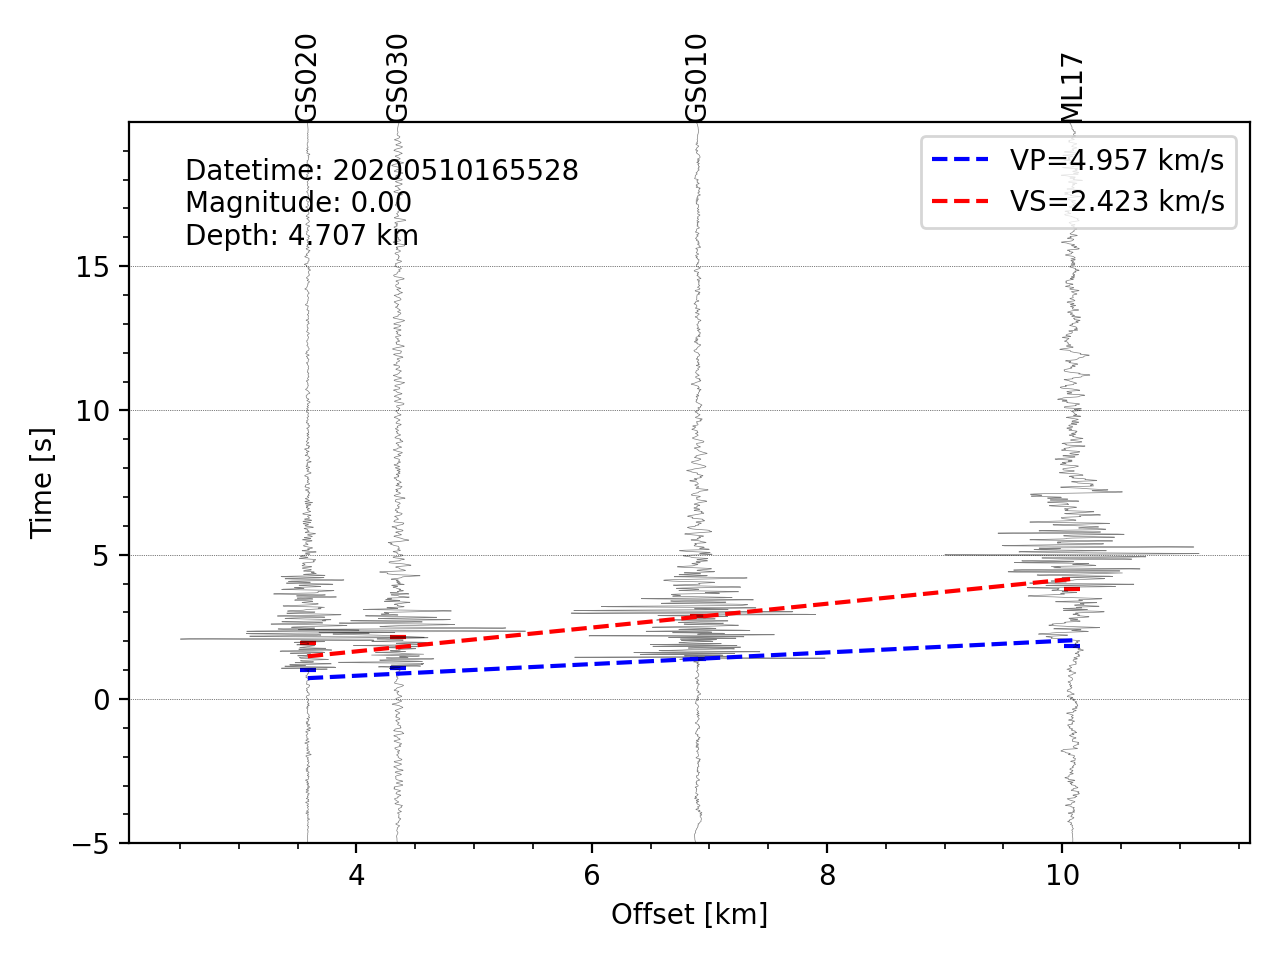 GS020 GS030 GS010 ML17
Datetime: 20200510165528
Magnitude: 0.00
Depth: 4.707 km
VP=4.957 km/s
VS=2.423 km/s
15
10
5
0
−5
Time [s]
4 6 8 10
Offset [km]